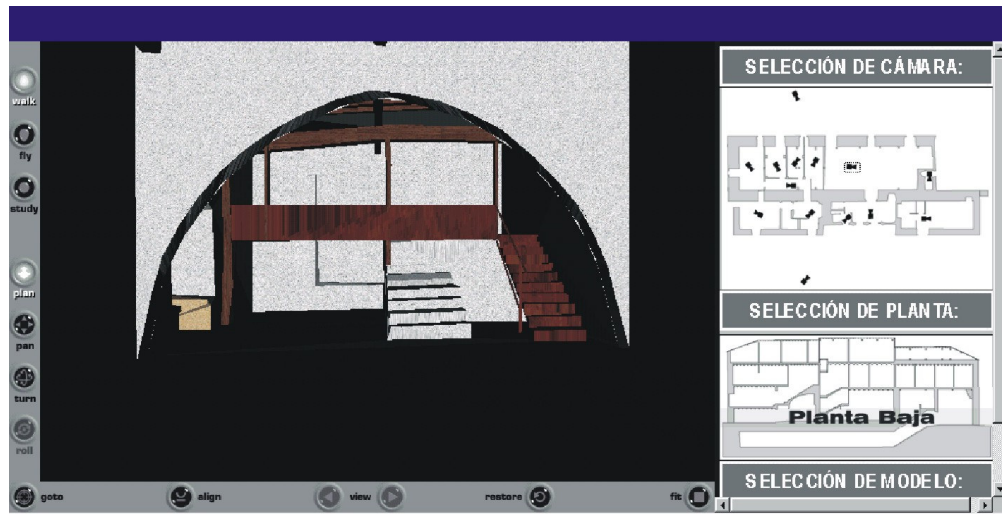 walk
fly
study
plan
pan
turn
roll
goto
align
view
restore
fit
SELECCIÓN DE CÁMARA:
SELECCIÓN DE PLANTA:
Planta Baja
SELECCIÓN DE MODELO: